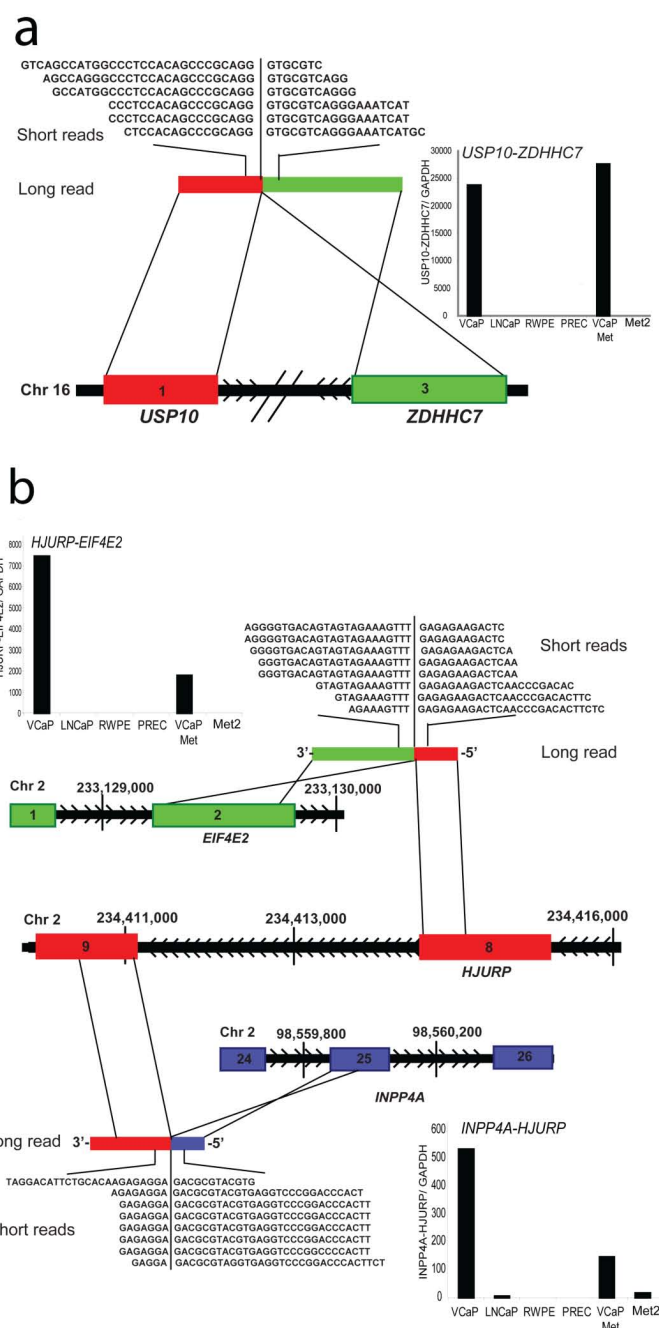 a
GTCAGCCATGGCCCTCCACAGCCCGCAGG GTGCGTC
AGCCAGGGCCCTCCACAGCCCGCAGG GTGCGTCAGG
GCCATGGCCCTCCACAGCCCGCAGG GTGCGTCAGGG
CCCTCCACAGCCCGCAGG GTGCGTCAGGGAAATCAT
CCCTCCACAGCCCGCAGG GTGCGTCAGGGAAATCAT
CTCCACAGCCCGCAGG GTGCGTCAGGGAAATCATGC
Short reads
Long read
USP10-ZDHHC7
USP10-ZDHHC7/ GAPDH
30000
25000
20000
15000
10000
5000
0
VCaP LNCaP RWPE PREC VCaP Met Met2
Chr 16
1
3
USP10
ZDHHC7
b
HJURP-EIF4E2
HJURP-EIF4E2/ GAPDH
8000
7000
6000
5000
4000
3000
2000
1000
0
VCaP LNCaP RWPE PREC VCaP Met Met2
AGGGGTGACAGTAGTAGAAAGTTT GAGAGAAGACTC
AGGGGTGACAGTAGTAGAAAGTTT GAGAGAAGACTC
GGGGTGACAGTAGTAGAAAGTTT GAGAGAAGACTCA
GGGTGACAGTAGTAGAAAGTTT GAGAGAAGACTCAA
GGGTGACAGTAGTAGAAAGTTT GAGAGAAGACTCAA
GTAGTAGAAAGTTT GAGAGAAGACTCAACCCGACAC
GTAGAAAGTTT GAGAGAAGACTCAACCCGACACTTC
AGAAAGTTT GAGAGAAGACTCAACCCGACACTTCTC
Short reads
3'- -5'
Long read
Chr 2
233,129,000
233,130,000
1
2
EIF4E2
Chr 2
234,411,000
234,413,000
234,416,000
9
8
HJURP
Chr 2
98,559,800
98,560,200
24
25
26
INPP4A
ong read 3'- -5'
TAGGACATTCTGCACAAGAGAGGA GACGCGTACGTG
AGAGAGGA GACGCGTACGTGAGGTCCCGGACCCACT
GAGAGGA GACGCGTACGTGAGGTCCCGGACCCACTT
GAGAGGA GACGCGTACGTGAGGTCCCGGACCCACTT
GAGAGGA GACGCGTACGTGAGGTCCCGGACCCACTT
GAGAGGA GACGCGTACGTGAGGTCCCGGACCCACTT
GAGAGGA GACGCGTACGTGAGGTCCCGGCCCCACTT
GAGGA GACGCGTAGGTGAGGTCCCGGACCCACTTCT
hort reads
INPP4A-HJURP
INPP4A-HJURP/ GAPDH
600
500
400
300
200
100
0
VCaP LNCaP RWPE PREC VCaP Met Met2